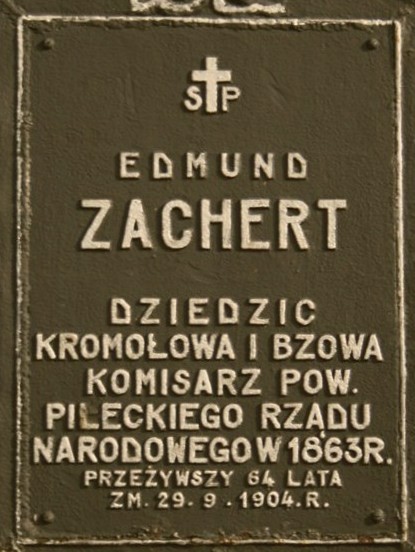 S P
EDMUND
ZACHERT
DZIEDZIC
KROMOŁOWA I BZOWA
KOMISARZ POW.
PILECKIEGO RZĄDU
NARODOWEGO W 1863R.
PRZEŻYWSZY 64 LATA
ZM. 29. 9. 1904. R.